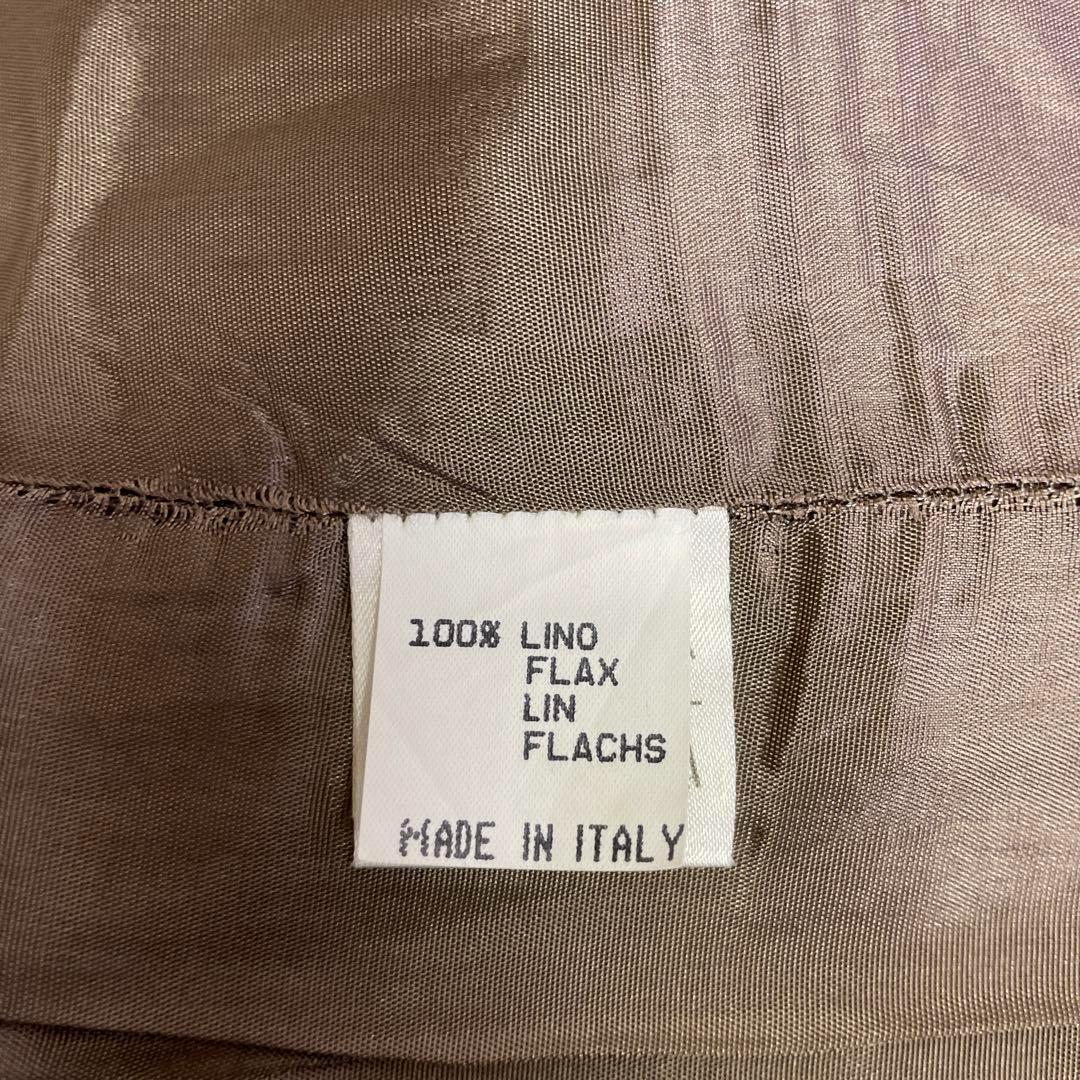 100% LINO
FLAX
LIN
FLACHS
MADE IN ITALY